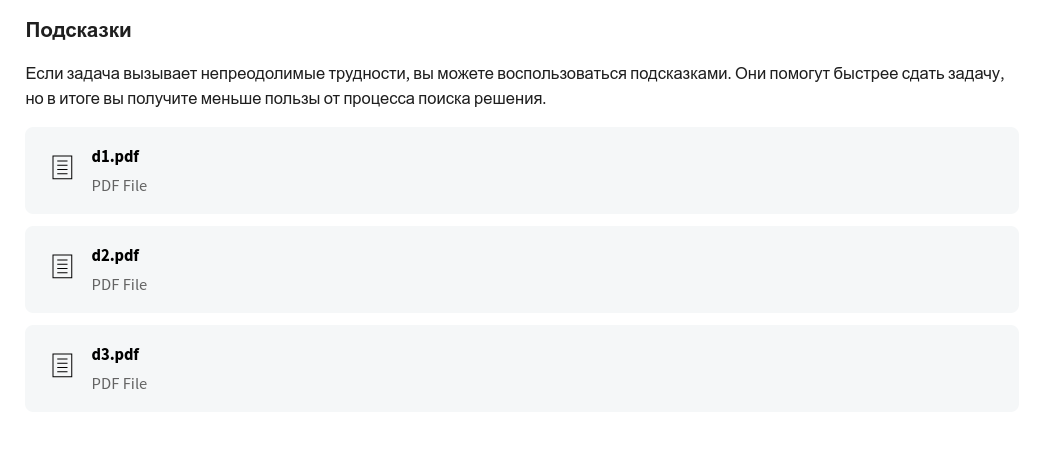 Подсказки
Если задача вызывает непреодолимые трудности, вы можете воспользоваться подсказками. Они помогут быстрее сдать задачу,
но в итоге вы получите меньше пользы от процесса поиска решения.
d1.pdf
PDF File
d2.pdf
PDF File
d3.pdf
PDF File